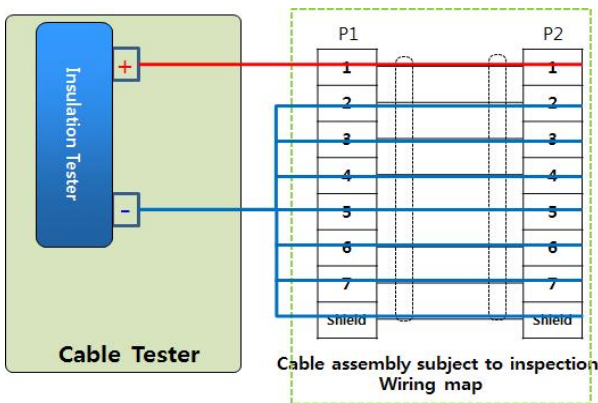 Insulation Tester
+
-
Cable Tester
P1
P2
1
1
2
2
3
3
4
4
5
5
6
6
7
7
Shield
Shield
Cable assembly subject to inspection
Wiring map